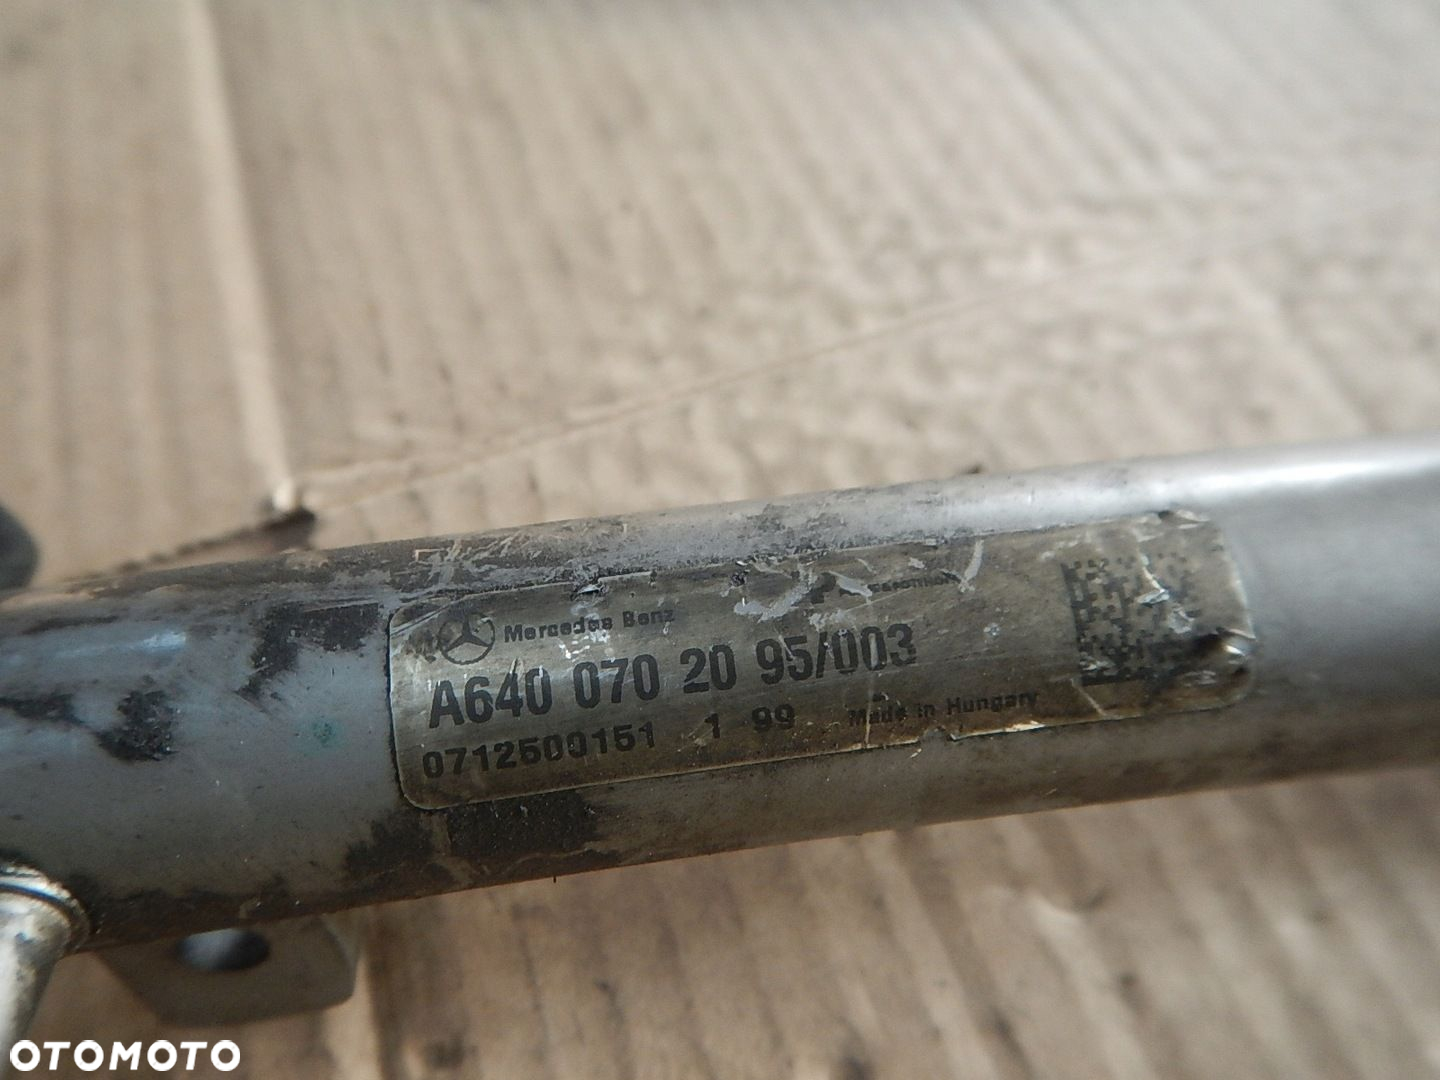 Mercedes Benz
A640 070 20 95/003
0712500151 1 99 Made in Hungary
OTOMOTO